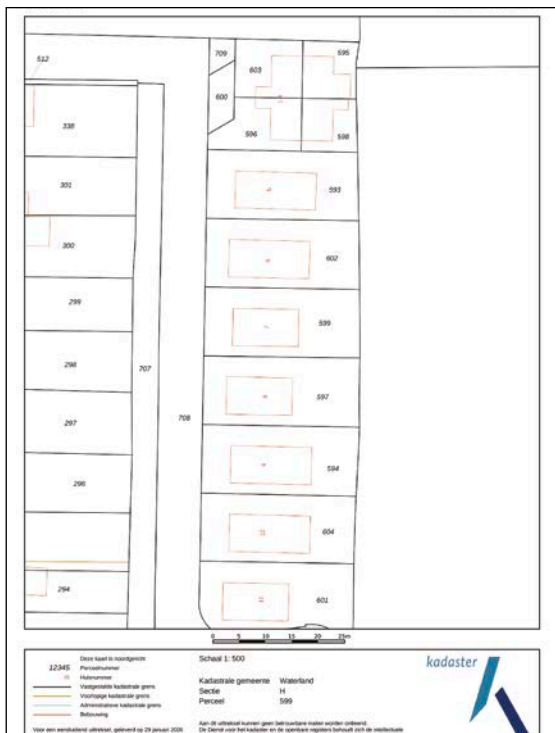 709
595
603
512
600
338
596
598
301
593
300
602
299
599
298
707
597
297
708
594
296
604
294
601
0 5 10 15 20 25m
Deze kaart is noordgericht
12345 Perceelnummer
Huisnummer
Vastgestelde kadastrale grens
Voorlopige kadastrale grens
Administratieve kadastrale grens
Bebouwing
Schaal 1: 500
Kadastrale gemeente Waterland
Sectie H
Perceel 599
kadaster
Voor een eensluidend uittreksel, geleverd op 29 januari 2026
Aan dit uittreksel kunnen geen betrouwbare maten worden ontleend.
De Dienst voor het kadaster en de openbare registers behoudt zich de intellectuele